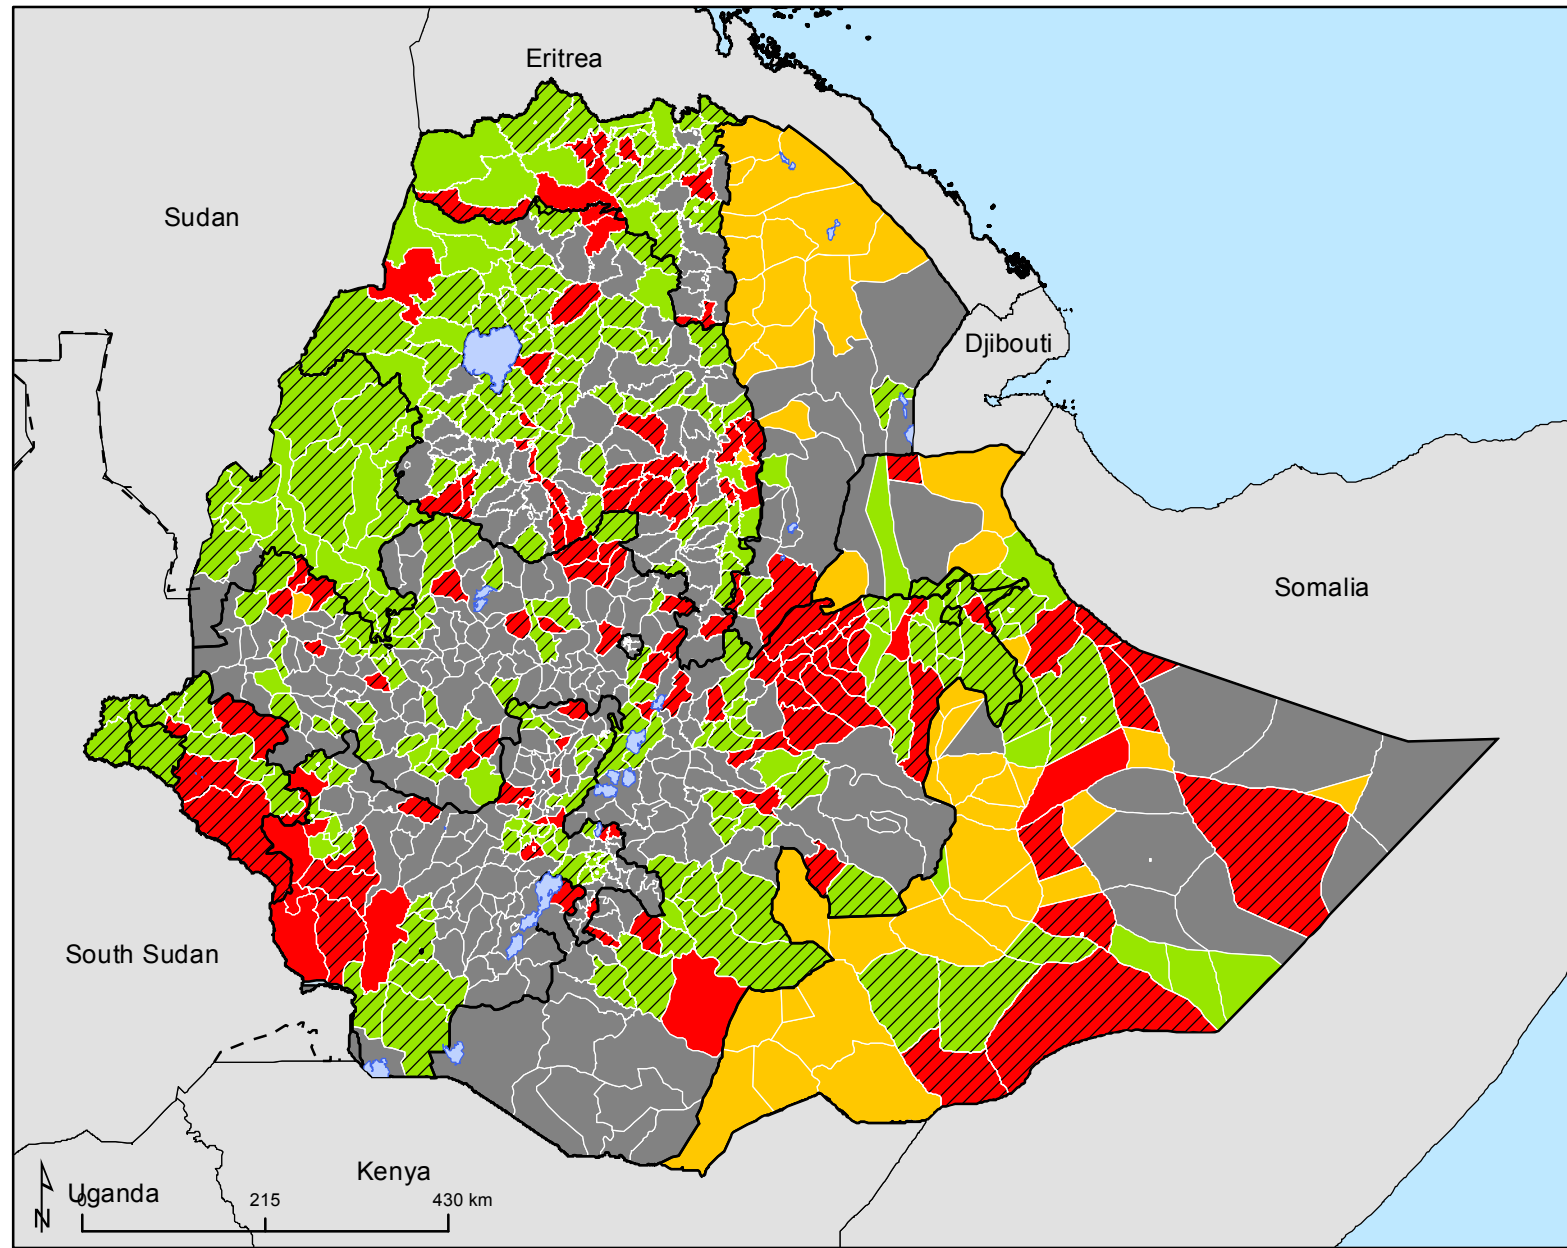 Eritrea
Sudan
Djibouti
Somalia
South Sudan
Kenya
Uganda
0 215 430 km
N